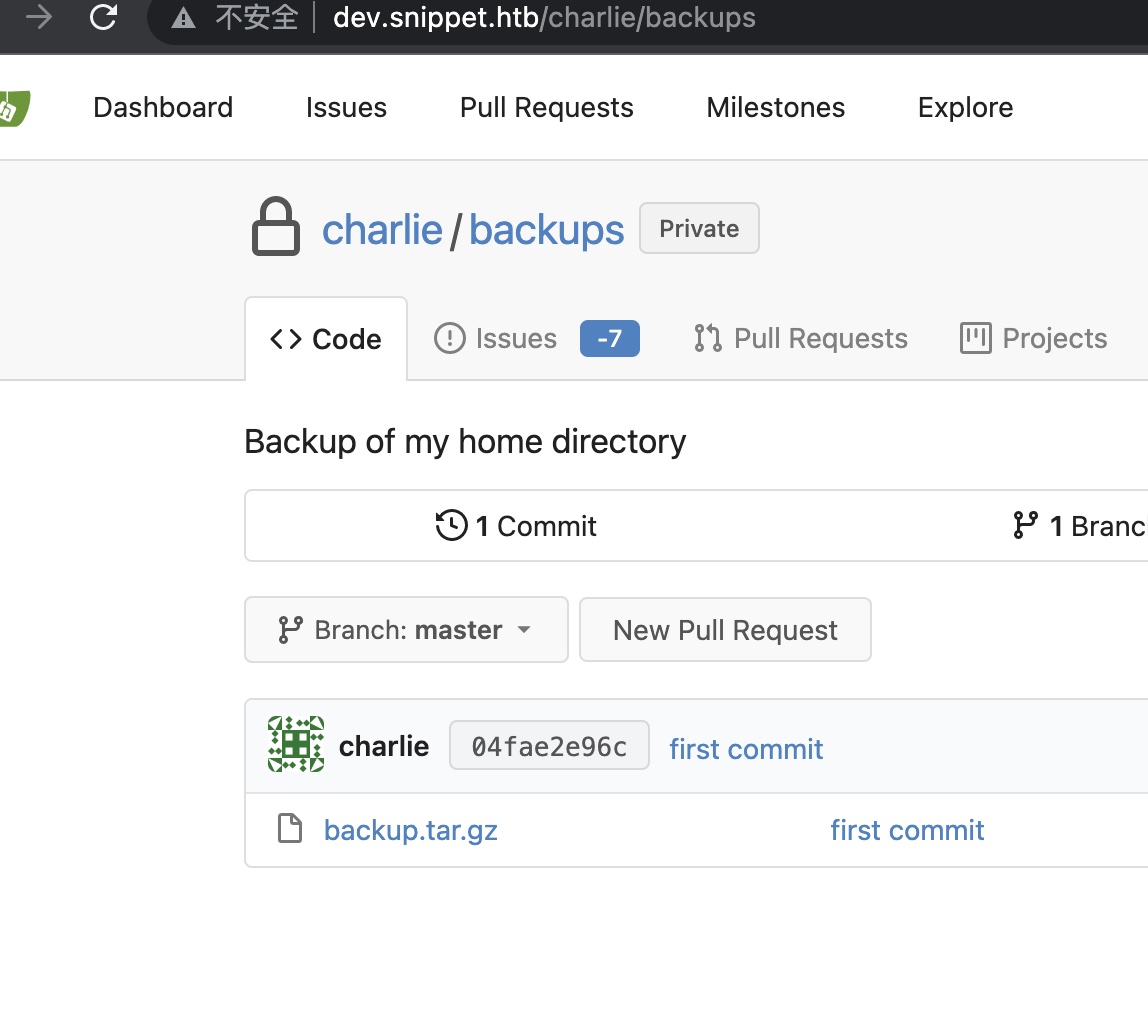 不安全 dev.snippet.htb/charlie/backups
Dashboard Issues Pull Requests Milestones Explore
charlie / backups Private
Code Issues -7 Pull Requests Projects
Backup of my home directory
1 Commit 1 Branc
Branch: master New Pull Request
charlie 04fae2e96c first commit
backup.tar.gz first commit